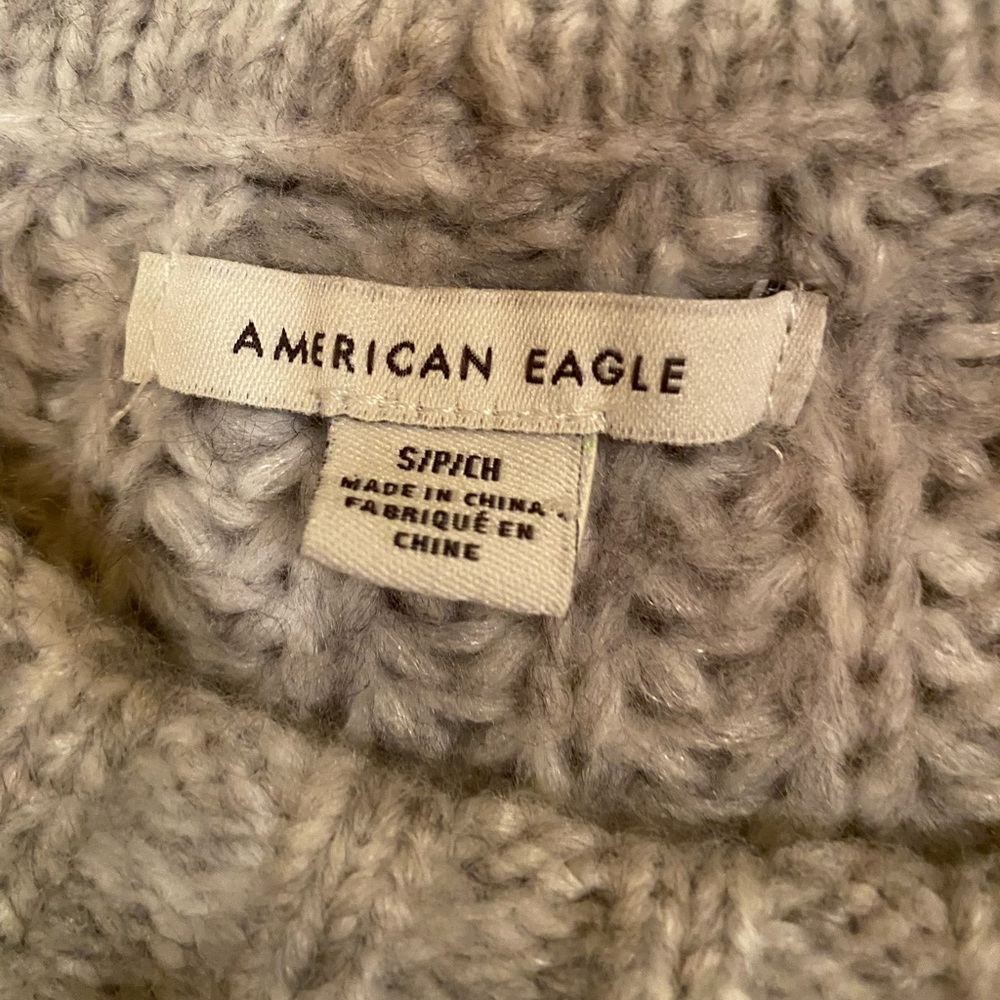 AMERICAN EAGLE
S/P/CH
MADE IN CHINA
FABRIQUÉ EN
CHINE